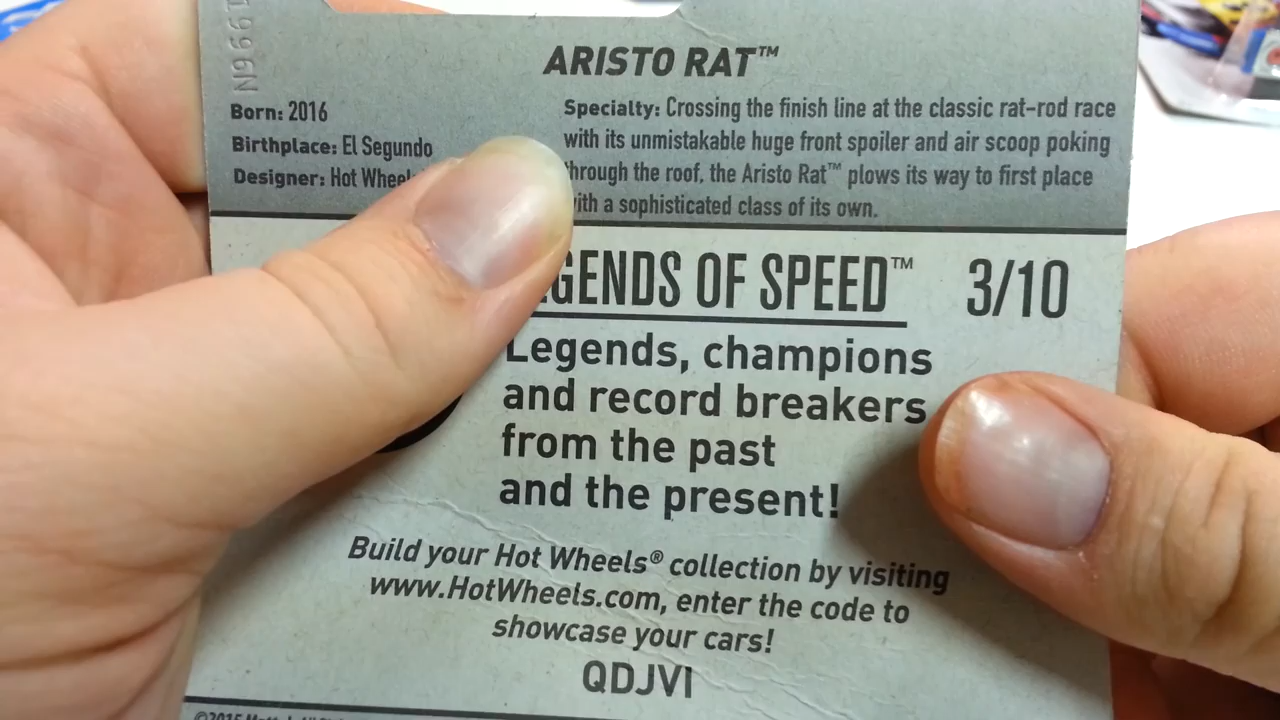 1996N
ARISTO RAT™
Born: 2016
Birthplace: El Segundo
Designer: Hot
Specialty: Crossing the finish line at the classic rat-rod race
with its unmistakable huge front spoiler and air scoop poking
through the roof, the Aristo Rat™ plows its way to first place
with a sophisticated class of its own.
LEGENDS OF SPEED™ 3/10
Legends, champions
and record breakers
from the past
and the present!
Build your Hot Wheels® collection by visiting
www.HotWheels.com, enter the code to
showcase your cars!
QDJVI